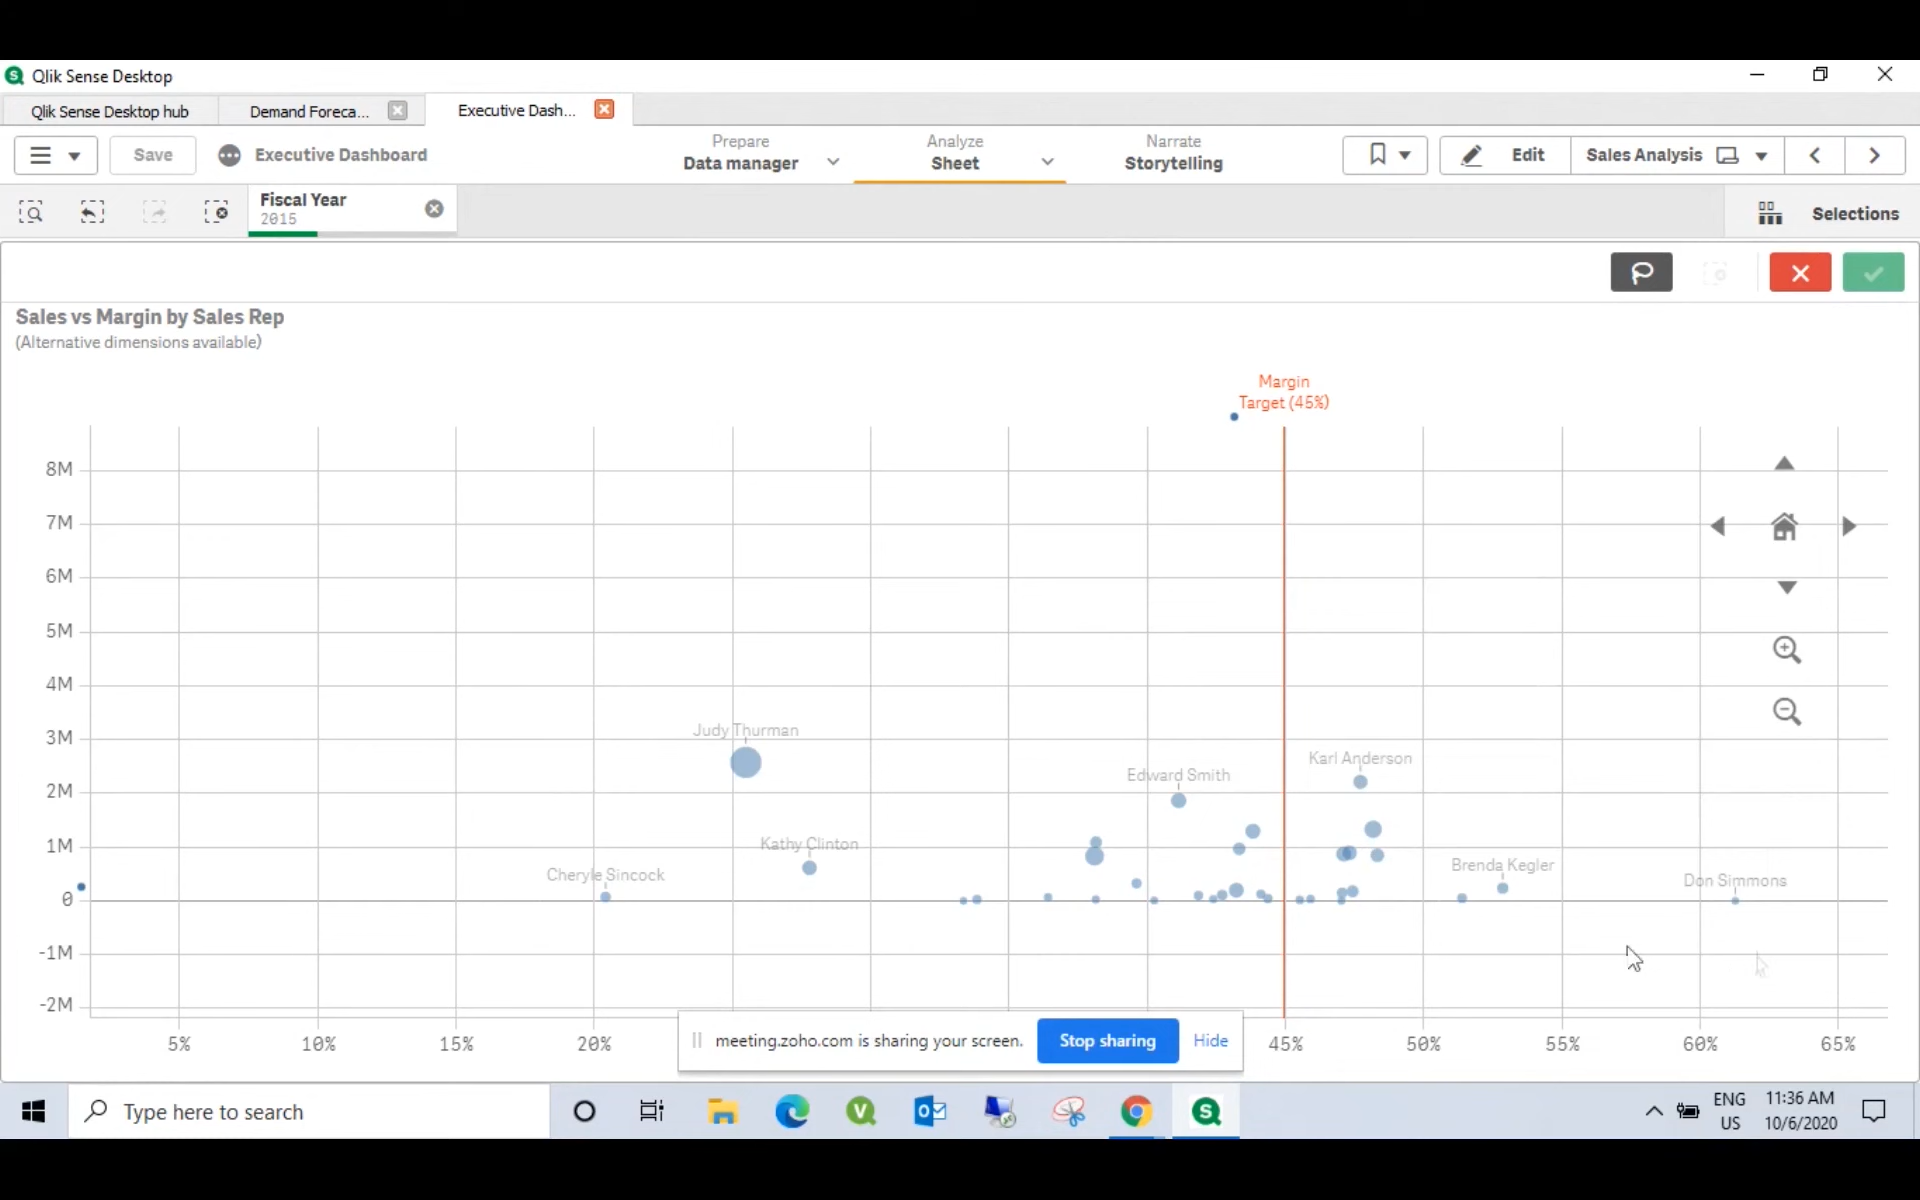 Qlik Sense Desktop
Qlik Sense Desktop hub
Demand Foreca...
Executive Dash...
Save
Executive Dashboard
Prepare
Data manager
Analyze
Sheet
Narrate
Storytelling
Edit
Sales Analysis
Fiscal Year
2015
Selections
Sales vs Margin by Sales Rep
(Alternative dimensions available)
Margin
Target (45%)
8M
7M
6M
5M
4M
3M
2M
1M
0
-1M
-2M
Judy Thurman
Karl Anderson
Edward Smith
Kathy Clinton
Brenda Kegler
Cheryle Sincock
Don Simmons
5%
10%
15%
20%
45%
50%
55%
60%
65%
meeting.zoho.com is sharing your screen.
Stop sharing
Hide
Type here to search
ENG
US
11:36 AM
10/6/2020